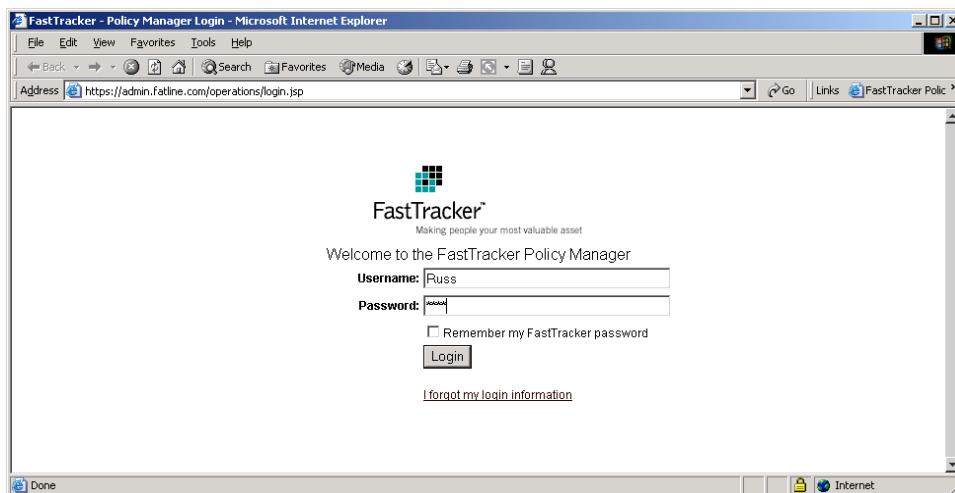 FastTracker - Policy Manager Login - Microsoft Internet Explorer
File Edit View Favorites Tools Help
Back Search Favorites Media
Address https://admin.fatline.com/operations/login.jsp Go Links FastTracker Polic
FastTracker™
Making people your most valuable asset
Welcome to the FastTracker Policy Manager
Username: Russ
Password: ****
Remember my FastTracker password
Login
I forgot my login information
Done Internet